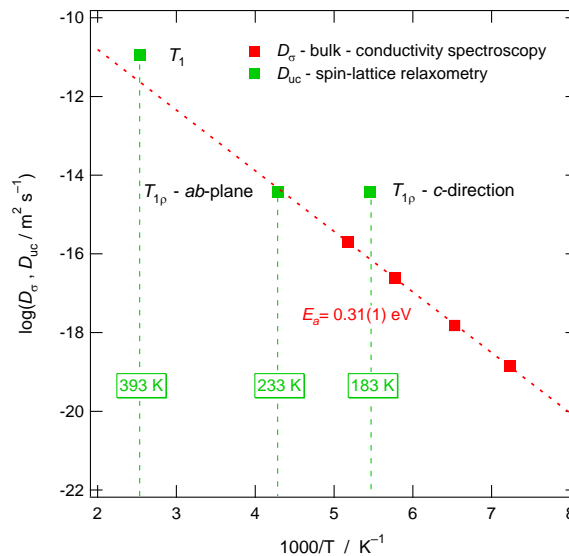 -10
-11
-12
-14
-16
-18
-20
-22
log(Dσ , Duc / m² s⁻¹)
T₁
Dσ - bulk - conductivity spectroscopy
Duc - spin-lattice relaxometry
T₁ρ - ab-plane
T₁ρ - c-direction
Eₐ= 0.31(1) eV
393 K
233 K
183 K
2
3
4
5
6
7
8
1000/T / K⁻¹